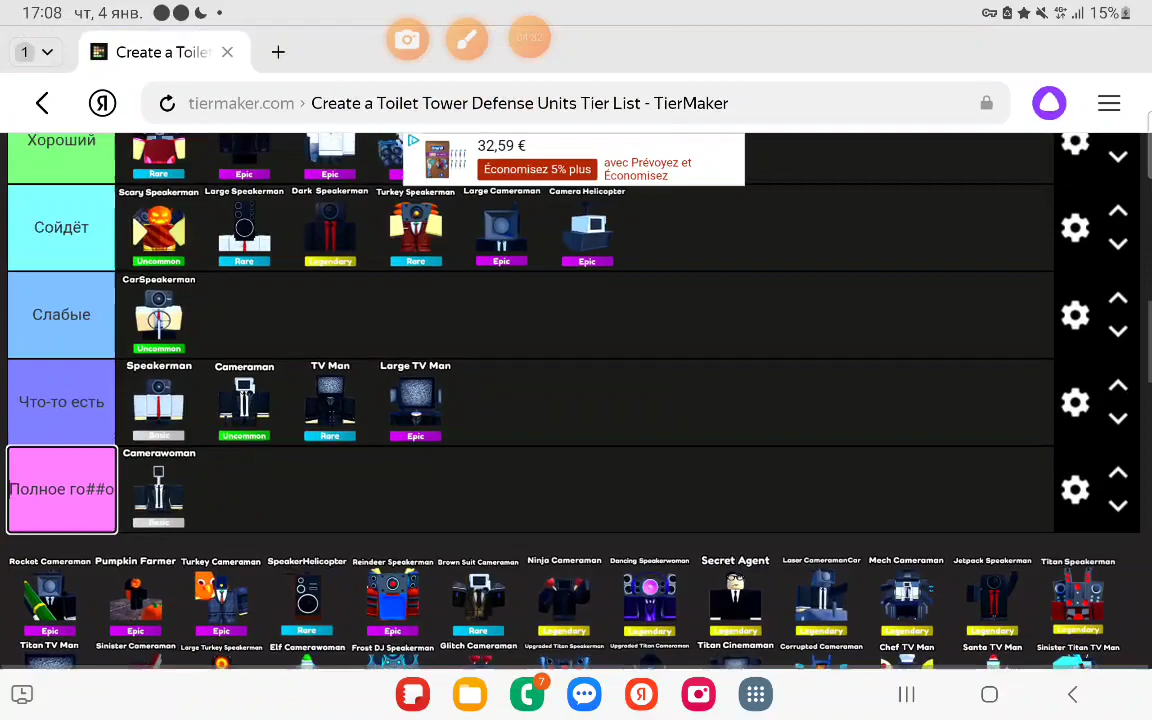 17:08 чт, 4 янв.
4G+
15%
04:32
1
Create a Toilet
tiermaker.com › Create a Toilet Tower Defense Units Tier List - TierMaker
Хороший
Rare
Epic
Epic
32,59 €
Économisez 5% plus
avec Prévoyez et
Économisez
Scary Speakerman Large Speakerman Dark Speakerman Turkey Speakerman Large Cameraman Camera Helicopter
Сойдёт
Uncommon Rare Legendary Rare Epic Epic
CarSpeakerman
Слабые
Uncommon
Speakerman Cameraman TV Man Large TV Man
Что-то есть
Basic Uncommon Rare Epic
Camerawoman
Полное го##о
Basic
Rocket Cameraman Pumpkin Farmer Turkey Cameraman SpeakerHelicopter Reindeer Speakerman Brown Suit Cameraman Ninja Cameraman Dancing Speakerwoman Secret Agent Laser CameramanCar Mech Cameraman Jetpack Speakerman Titan Speakerman
Epic Epic Epic Rare Epic Rare Legendary Legendary Legendary Legendary Legendary Legendary Legendary
Titan TV Man Sinister Cameraman Large Turkey Speakerman Elf Camerawoman Frost DJ Speakerman Glitch Cameraman Upgraded Titan Speakerman Upgraded Titan Cameraman Titan Cinemaman Corrupted Cameraman Chef TV Man Santa TV Man Sinister Titan TV Man
7